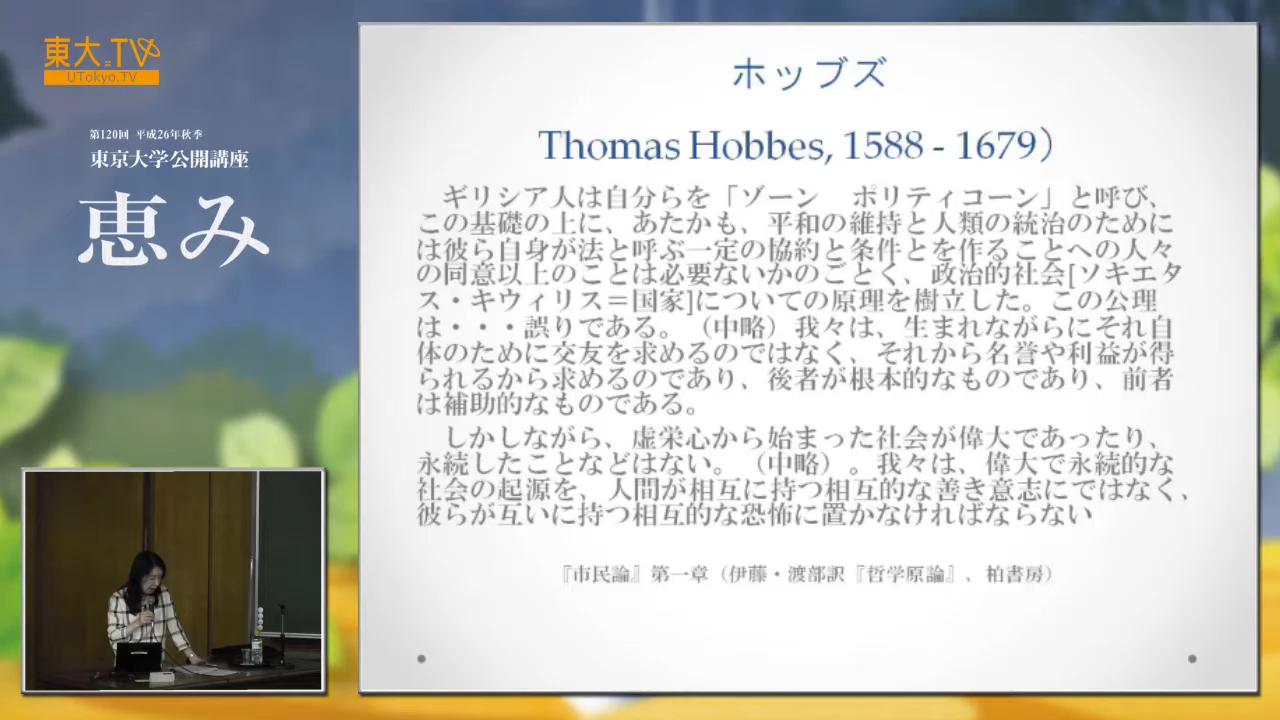 東大.TV
UTokyo.TV
第120回 平成26年秋季
東京大学公開講座
恵み
ホッブズ
Thomas Hobbes, 1588 - 1679）
ギリシア人は自分らを「ゾーン　ポリティコーン」と呼び、
この基礎の上に、あたかも、平和の維持と人類の統治のために
は彼ら自身が法と呼ぶ一定の協約と条件とを作ることへの人々
の同意以上のことは必要ないかのごとく、政治的社会[ソキエタ
ス・キウィリス＝国家]についての原理を樹立した。この公理
は・・・誤りである。（中略）我々は、生まれながらにそれ自
体のために交友を求めるのではなく、それから名誉や利益が得
られるから求めるのであり、後者が根本的なものであり、前者
は補助的なものである。
しかしながら、虚栄心から始まった社会が偉大であったり、
永続したことなどはない。（中略）。我々は、偉大で永続的な
社会の起源を、人間が相互に持つ相互的な善き意志にではなく、
彼らが互いに持つ相互的な恐怖に置かなければならない
『市民論』第一章（伊藤・渡部訳『哲学原論』、柏書房）